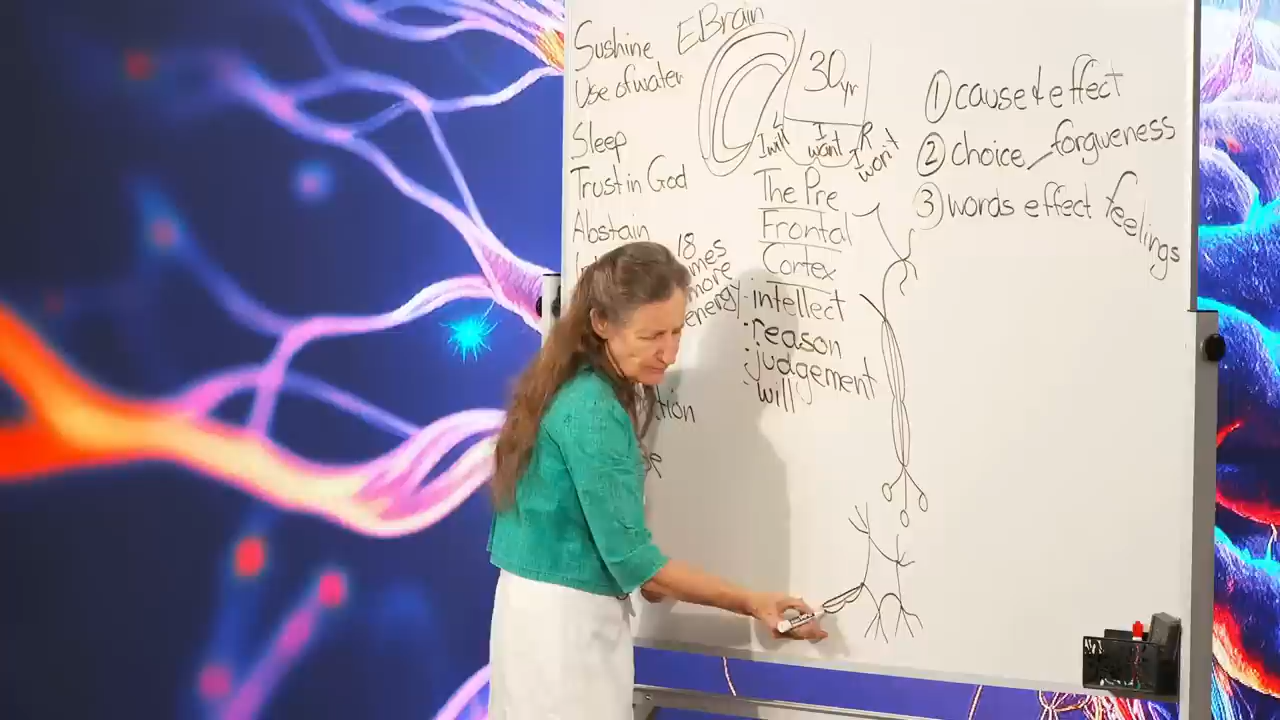 Sushine
Use of water
Sleep
Trust in God
Abstain
EBrain
30yr
L
R
I will
I want
I won't
The Pre
Frontal
Cortex
18
more
energy
·intellect
·reason
·judgement
·will
tion
① cause & effect
② choice forgiveness
③ words effect feelings